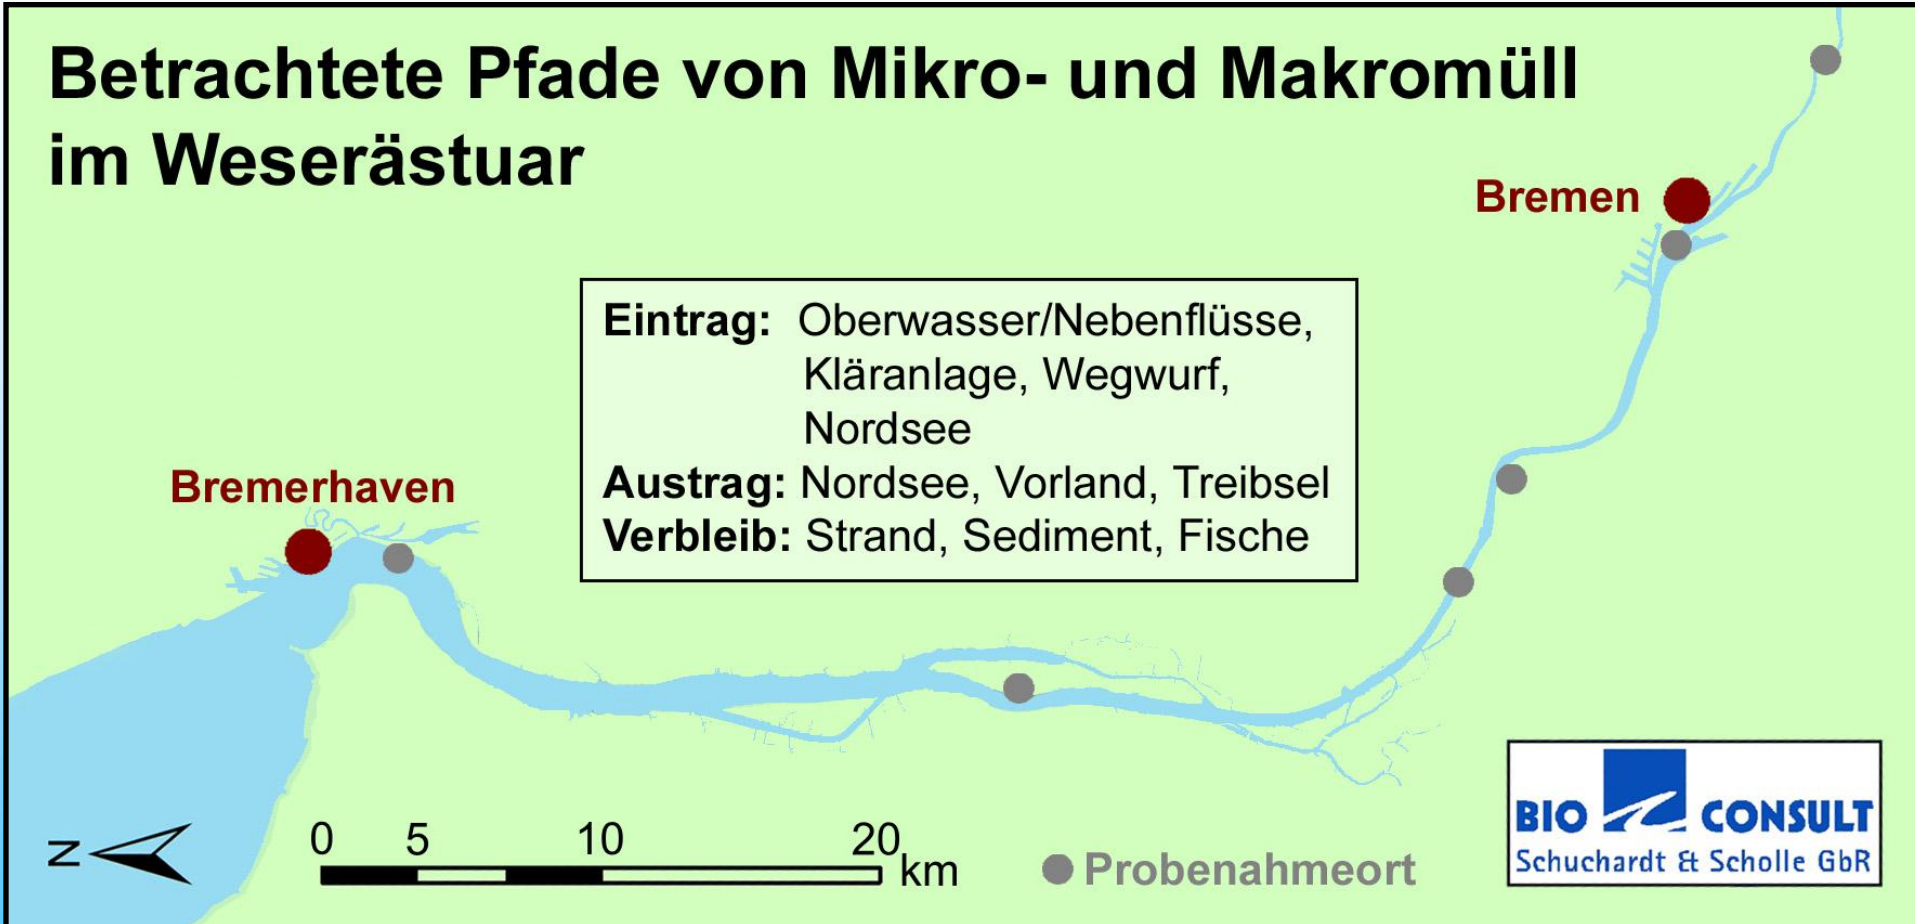 Betrachtete Pfade von Mikro- und Makromüll
im Weserästuar
Bremen
Eintrag: Oberwasser/Nebenflüsse,
Kläranlage, Wegwurf,
Nordsee
Austrag: Nordsee, Vorland, Treibsel
Verbleib: Strand, Sediment, Fische
Bremerhaven
N
0 5 10 20
km
Probenahmeort
BIO CONSULT
Schuchardt & Scholle GbR